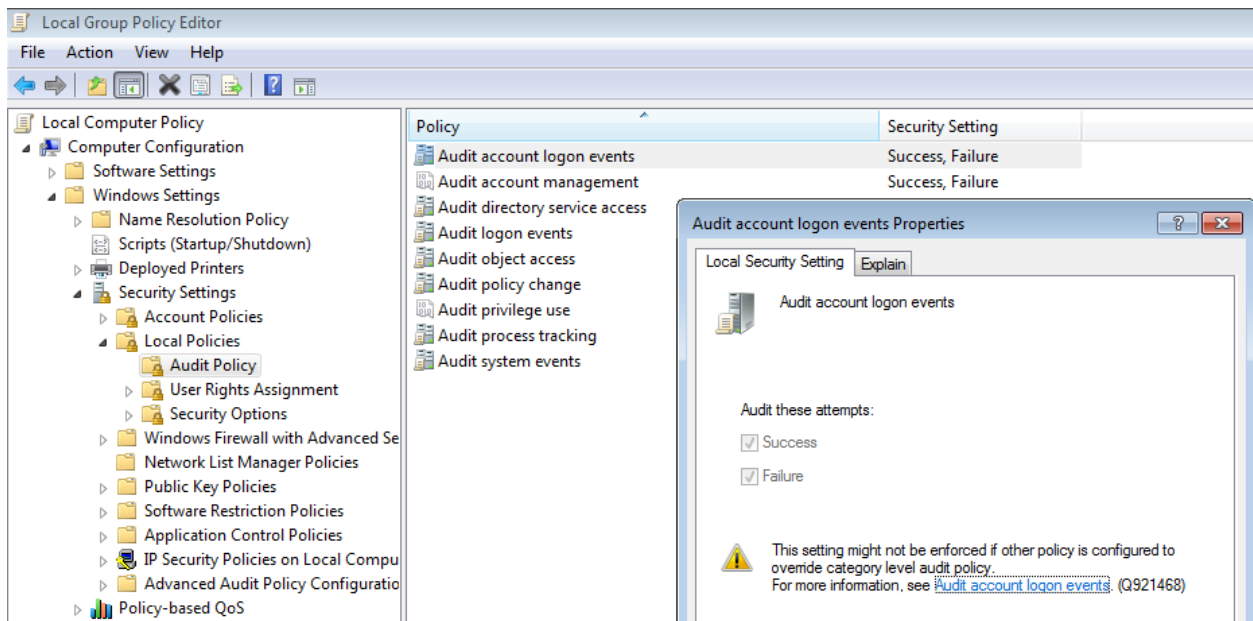 Local Group Policy Editor
File Action View Help
Local Computer Policy
Computer Configuration
Software Settings
Windows Settings
Name Resolution Policy
Scripts (Startup/Shutdown)
Deployed Printers
Security Settings
Account Policies
Local Policies
Audit Policy
User Rights Assignment
Security Options
Windows Firewall with Advanced Se
Network List Manager Policies
Public Key Policies
Software Restriction Policies
Application Control Policies
IP Security Policies on Local Compu
Advanced Audit Policy Configuratio
Policy-based QoS
Policy Security Setting
Audit account logon events Success, Failure
Audit account management Success, Failure
Audit directory service access
Audit logon events
Audit object access
Audit policy change
Audit privilege use
Audit process tracking
Audit system events
Audit account logon events Properties
Local Security Setting Explain
Audit account logon events
Audit these attempts:
Success
Failure
This setting might not be enforced if other policy is configured to
override category level audit policy.
For more information, see Audit account logon events. (Q921468)